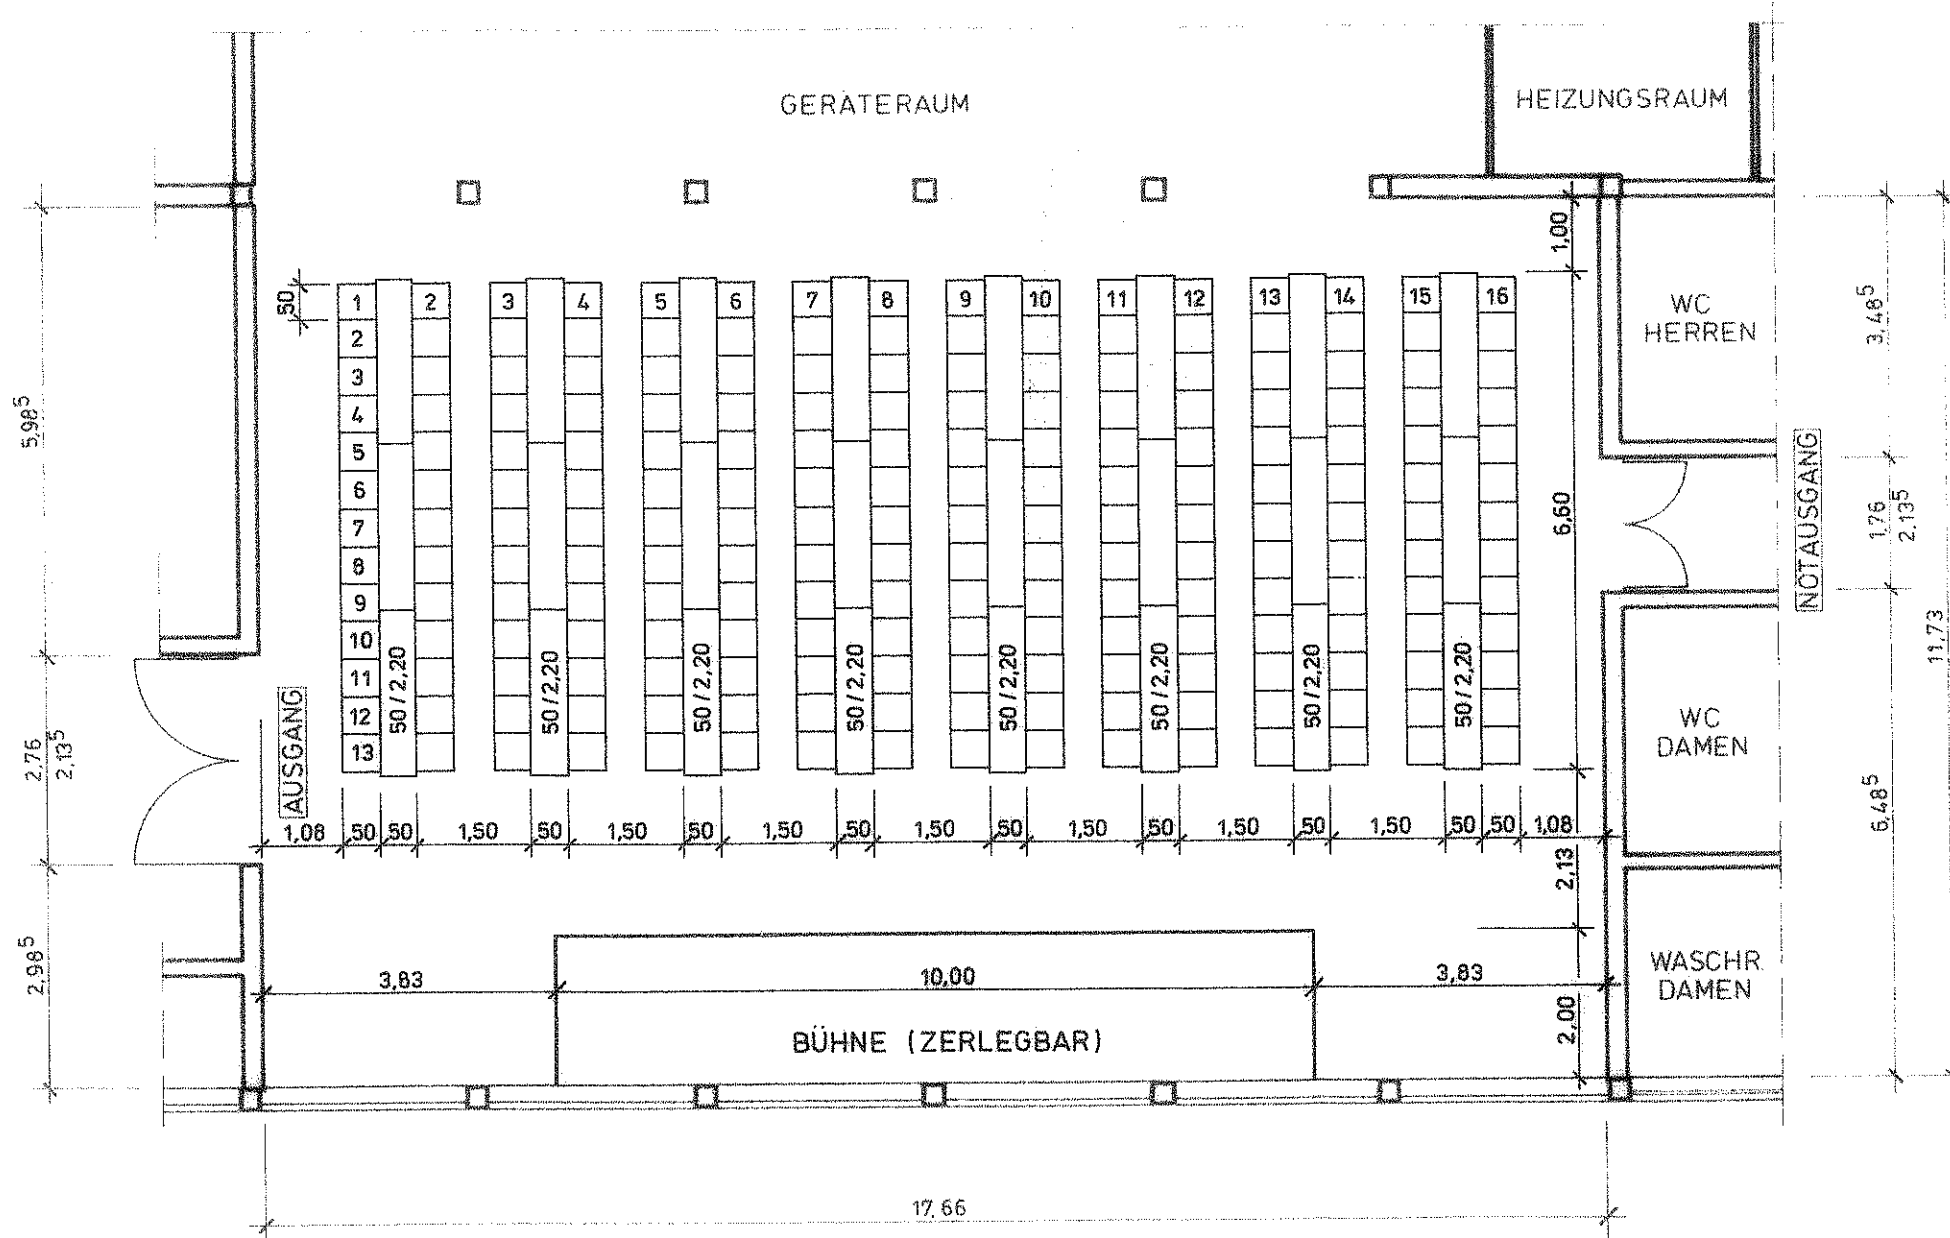 GERÄTERAUM
HEIZUNGSRAUM
1,00
50
1 2 3 4 5 6 7 8 9 10 11 12 13 14 15 16
2
3
4
5
6
7
8
9
10
11
12
13
50/2,20 50/2,20 50/2,20 50/2,20 50/2,20 50/2,20 50/2,20 50/2,20
WC
HERREN
3,48⁵
5,98⁵
6,60
NOTAUSGANG
1,76
2,13⁵
11,73
AUSGANG
2,76
2,13⁵
WC
DAMEN
6,48⁵
1,08 50 50 1,50 50 1,50 50 1,50 50 1,50 50 1,50 50 1,50 50 1,50 50 50 1,08
2,13
2,98⁵
3,83 10,00 3,83
WASCHR.
DAMEN
BÜHNE (ZERLEGBAR)
2,00
17,66